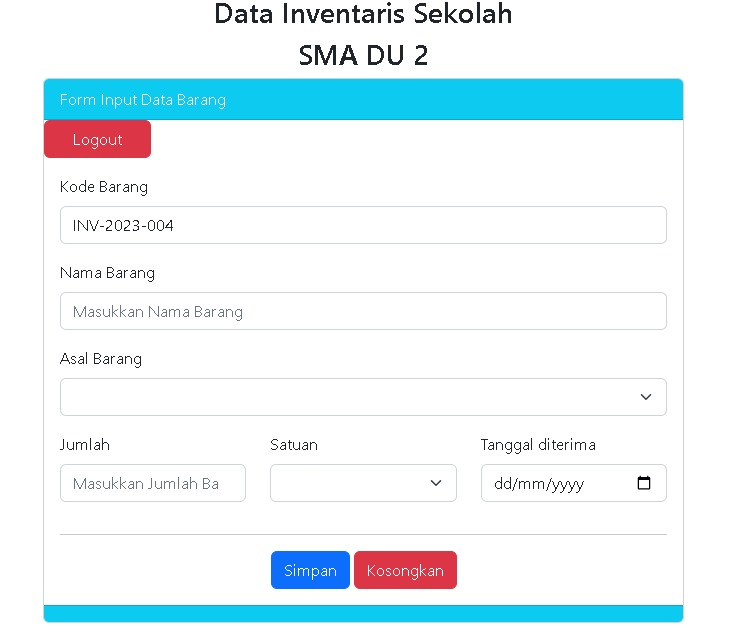 Data Inventaris Sekolah
SMA DU 2
Form Input Data Barang
Logout
Kode Barang
INV-2023-004
Nama Barang
Masukkan Nama Barang
Asal Barang
Jumlah Satuan Tanggal diterima
Masukkan Jumlah Ba dd/mm/yyyy
Simpan Kosongkan